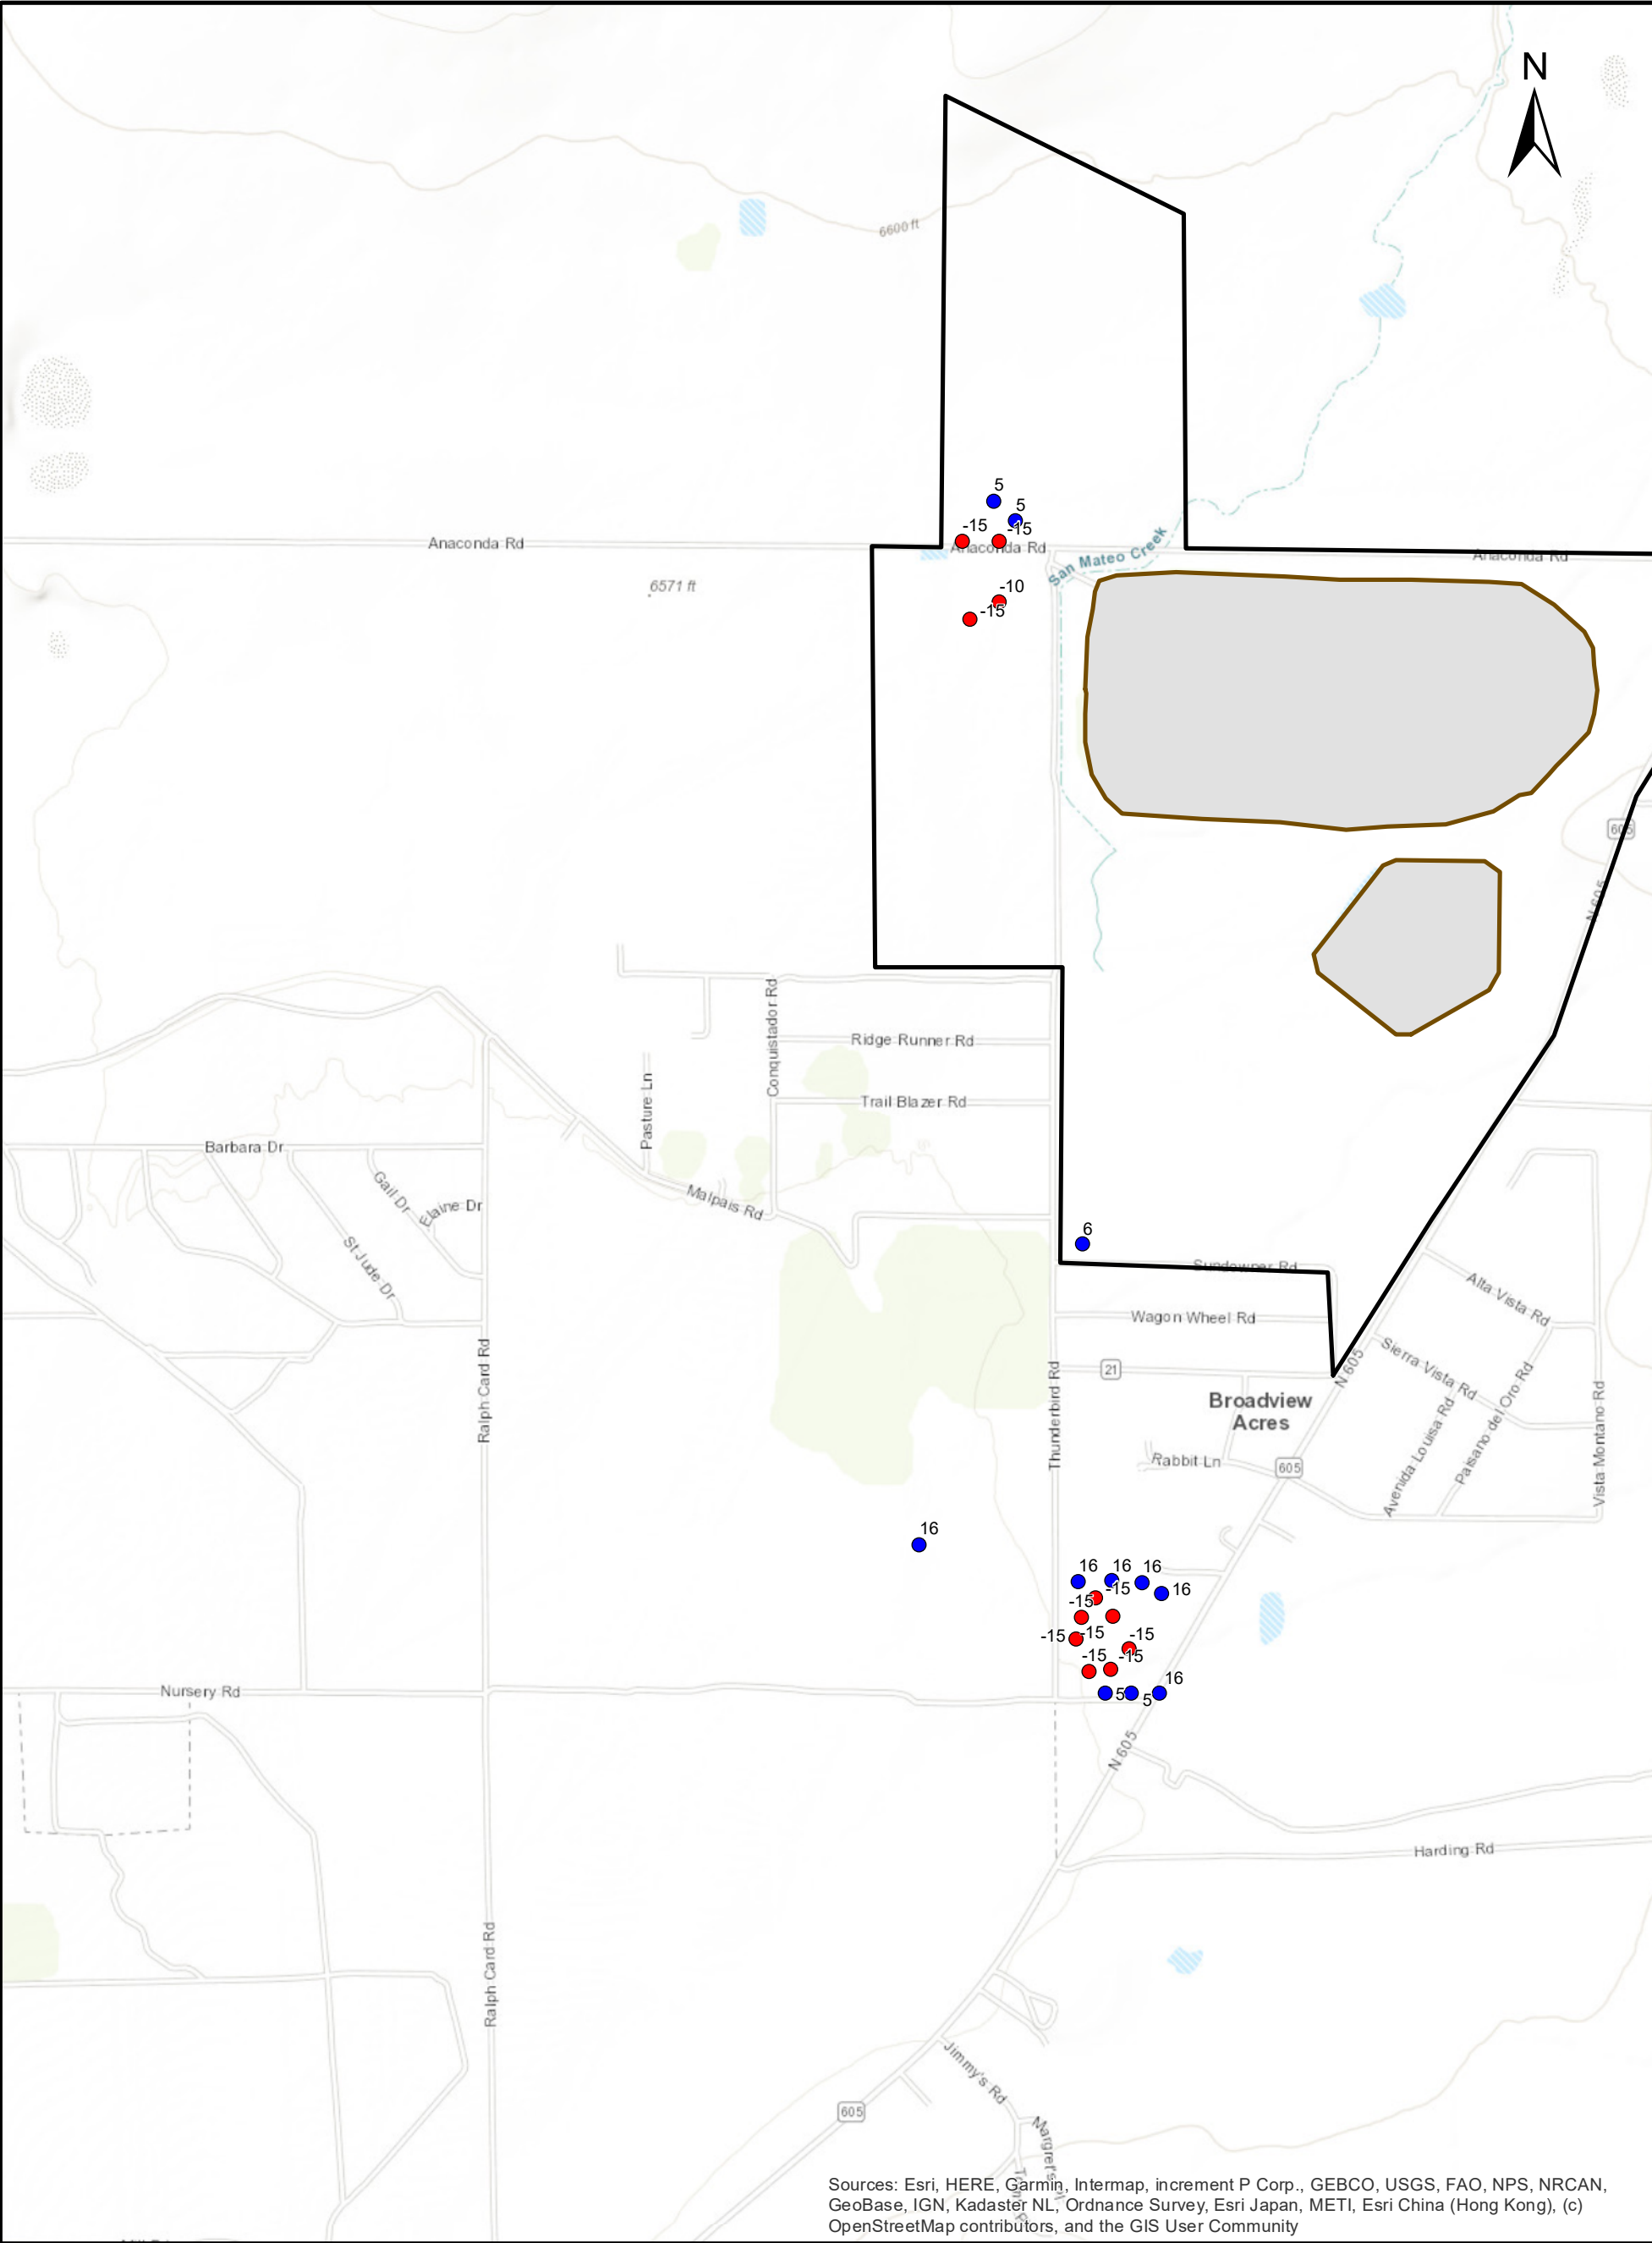 N
6600 ft
5
5
-15
-15
Anaconda Rd
Anaconda Rd
Anaconda Rd
San Mateo Creek
6571 ft
-10
-15
605
N 605
Conquistador Rd
Ridge Runner Rd
Pasture Ln
Trail Blazer Rd
Barbara Dr
Gail Dr
Elaine Dr
Malpais Rd
St Jude Dr
6
Sundowner Rd
Alta Vista Rd
Wagon Wheel Rd
Sierra Vista Rd
N 605
21
Ralph Card Rd
Thunderbird Rd
Broadview
Acres
Paisano del Oro Rd
Avenida Louisa Rd
Vista Montano Rd
Rabbit Ln
605
16
16
16
16
16
-15
-15
-15
-15
-15
-15
-15
16
5
5
Nursery Rd
N 605
Harding Rd
Ralph Card Rd
Jimmy's Rd
605
Sources: Esri, HERE, Garmin, Intermap, increment P Corp., GEBCO, USGS, FAO, NPS, NRCAN,
GeoBase, IGN, Kadaster NL, Ordnance Survey, Esri Japan, METI, Esri China (Hong Kong), (c)
OpenStreetMap contributors, and the GIS User Community